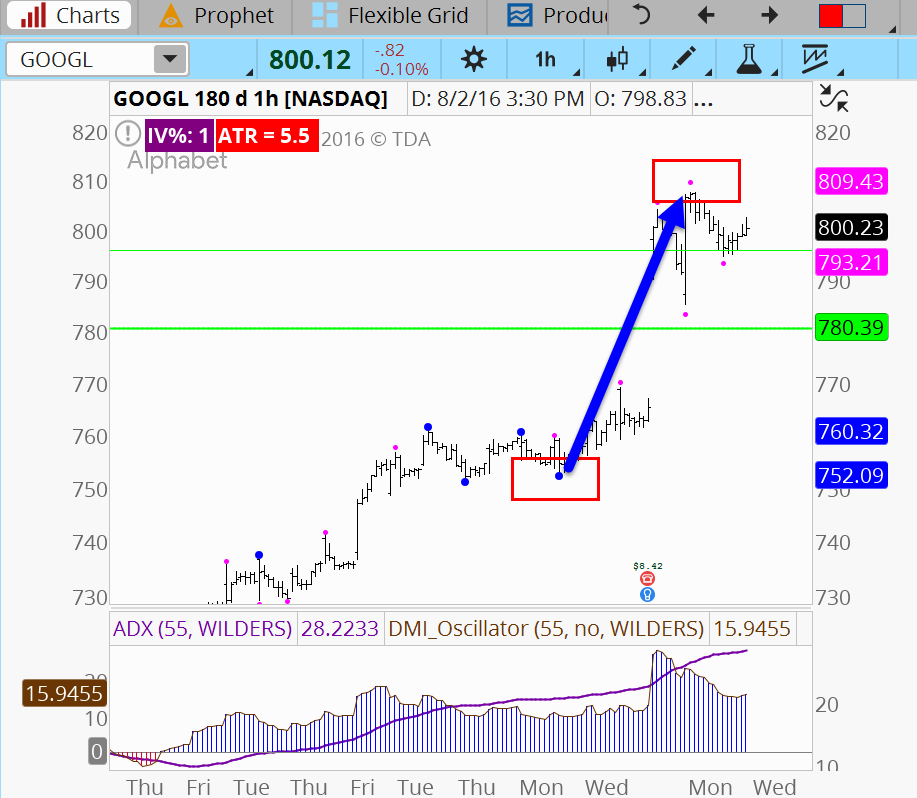 Charts Prophet Flexible Grid Produ
GOOGL 800.12 -.82 -0.10% 1h
GOOGL 180 d 1h [NASDAQ] D: 8/2/16 3:30 PM O: 798.83 ...
IV%: 1 ATR = 5.5 2016 © TDA
Alphabet
820 820
810 809.43
800 800.23
793.21
790 790
780 780.39
770 770
760 760.32
752.09
750 750
740 740
$8.42
730 730
ADX (55, WILDERS) 28.2233 DMI_Oscillator (55, no, WILDERS) 15.9455
20
15.9455
10 20
0
10
Thu Fri Tue Thu Fri Tue Thu Mon Wed Mon Wed